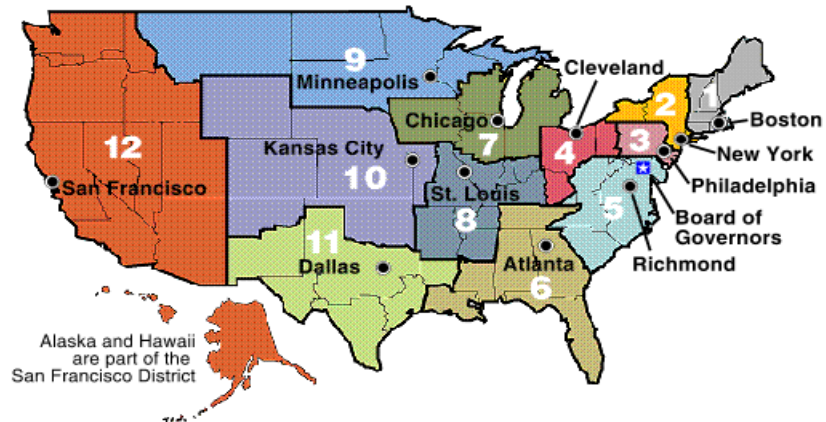 Cleveland
9
Minneapolis
2
1
Chicago
Boston
7
3
12
Kansas City
4
New York
10
San Francisco
St. Louis
Philadelphia
8
5
Board of
Governors
11
Dallas
Atlanta
Richmond
6
Alaska and Hawaii
are part of the
San Francisco District